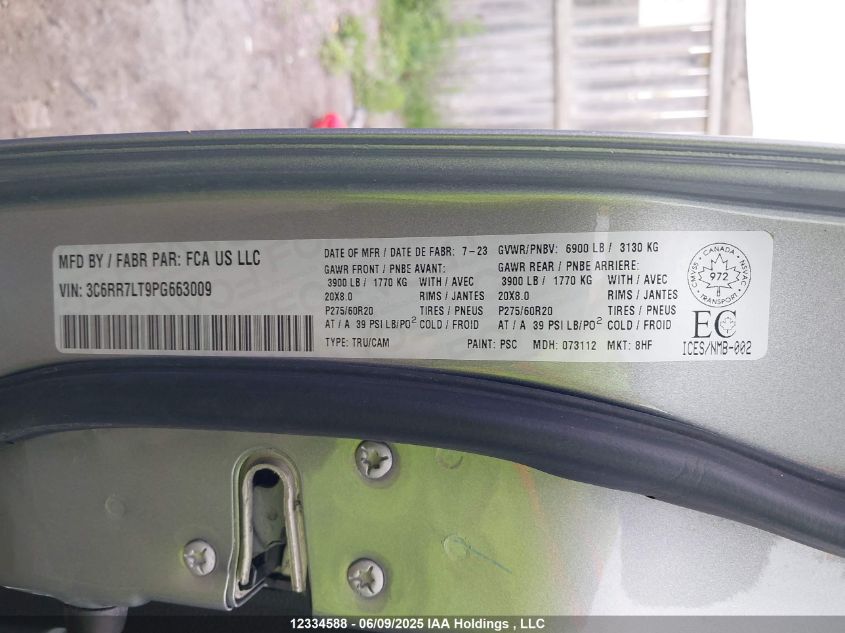 MFD BY / FABR PAR: FCA US LLC
VIN: 3C6RR7LT9PG663009
DATE OF MFR / DATE DE FABR: 7-23
GAWR FRONT / PNBE AVANT:
3900 LB / 1770 KG WITH / AVEC
20X8.0 RIMS / JANTES
P275/60R20 TIRES / PNEUS
AT / A 39 PSI LB/PO² COLD / FROID
TYPE: TRU/CAM
GVWR/PNBV: 6900 LB / 3130 KG
GAWR REAR / PNBE ARRIERE:
3900 LB / 1770 KG WITH / AVEC
20X8.0 RIMS / JANTES
P275/60R20 TIRES / PNEUS
AT / A 39 PSI LB/PO² COLD / FROID
PAINT: PSC MDH: 073112 MKT: 8HF
CMVSS CANADA NSVAC
972
TRANSPORT
EC
ICES/NMB-002
12334588 - 06/09/2025 IAA Holdings , LLC